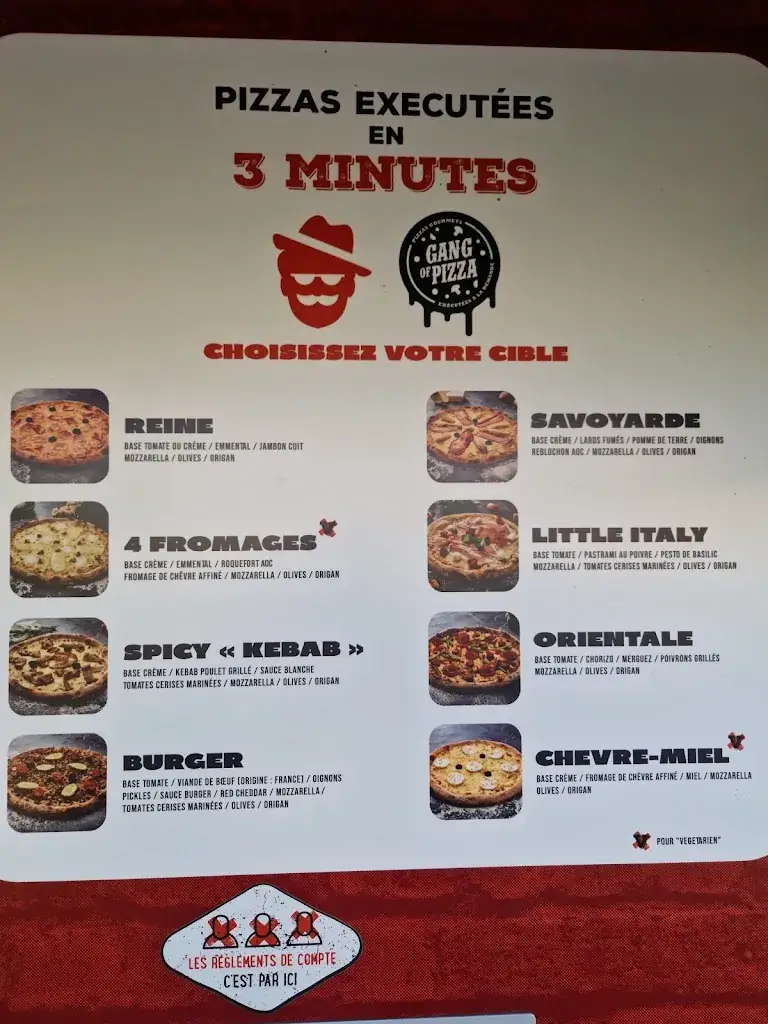 PIZZAS EXECUTÉES
EN
3 MINUTES
PIZZAS GOURMETS
GANG
OF PIZZA
EXÉCUTÉES À LA DEMANDE
CHOISISSEZ VOTRE CIBLE
REINE
BASE TOMATE OU CRÈME / EMMENTAL / JAMBON CUIT
MOZZARELLA / OLIVES / ORIGAN
4 FROMAGES
BASE CRÈME / EMMENTAL / ROQUEFORT AOC
FROMAGE DE CHÈVRE AFFINÉ / MOZZARELLA / OLIVES / ORIGAN
SPICY « KEBAB »
BASE CRÈME / KEBAB POULET GRILLÉ / SAUCE BLANCHE
TOMATES CERISES MARINÉES / MOZZARELLA / OLIVES / ORIGAN
BURGER
BASE TOMATE / VIANDE DE BŒUF (ORIGINE : FRANCE) / OIGNONS
PICKLES / SAUCE BURGER / RED CHEDDAR / MOZZARELLA /
TOMATES CERISES MARINÉES / OLIVES / ORIGAN
SAVOYARDE
BASE CRÈME / LARDS FUMÉS / POMME DE TERRE / OIGNONS
REBLOCHON AOC / MOZZARELLA / OLIVES / ORIGAN
LITTLE ITALY
BASE TOMATE / PASTRAMI AU POIVRE / PESTO DE BASILIC
MOZZARELLA / TOMATES CERISES MARINÉES / OLIVES / ORIGAN
ORIENTALE
BASE TOMATE / CHORIZO / MERGUEZ / POIVRONS GRILLÉS
MOZZARELLA / OLIVES / ORIGAN
CHEVRE-MIEL
BASE CRÈME / FROMAGE DE CHÈVRE AFFINÉ / MIEL / MOZZARELLA
OLIVES / ORIGAN
V POUR "VEGETARIEN"
LES RÈGLEMENTS DE COMPTE
C'EST PAR ICI